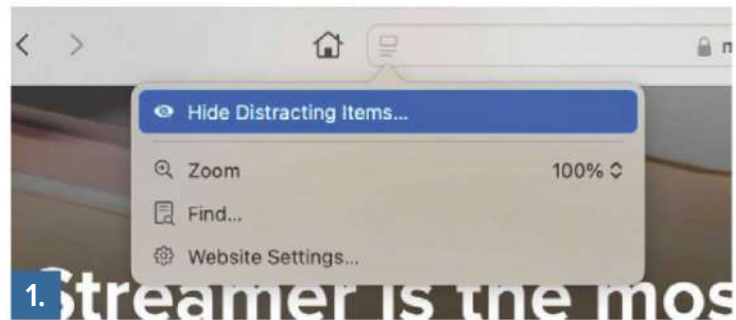 Hide Distracting Items...
Zoom 100%
Find...
Website Settings...
1.
Streamer is the mos